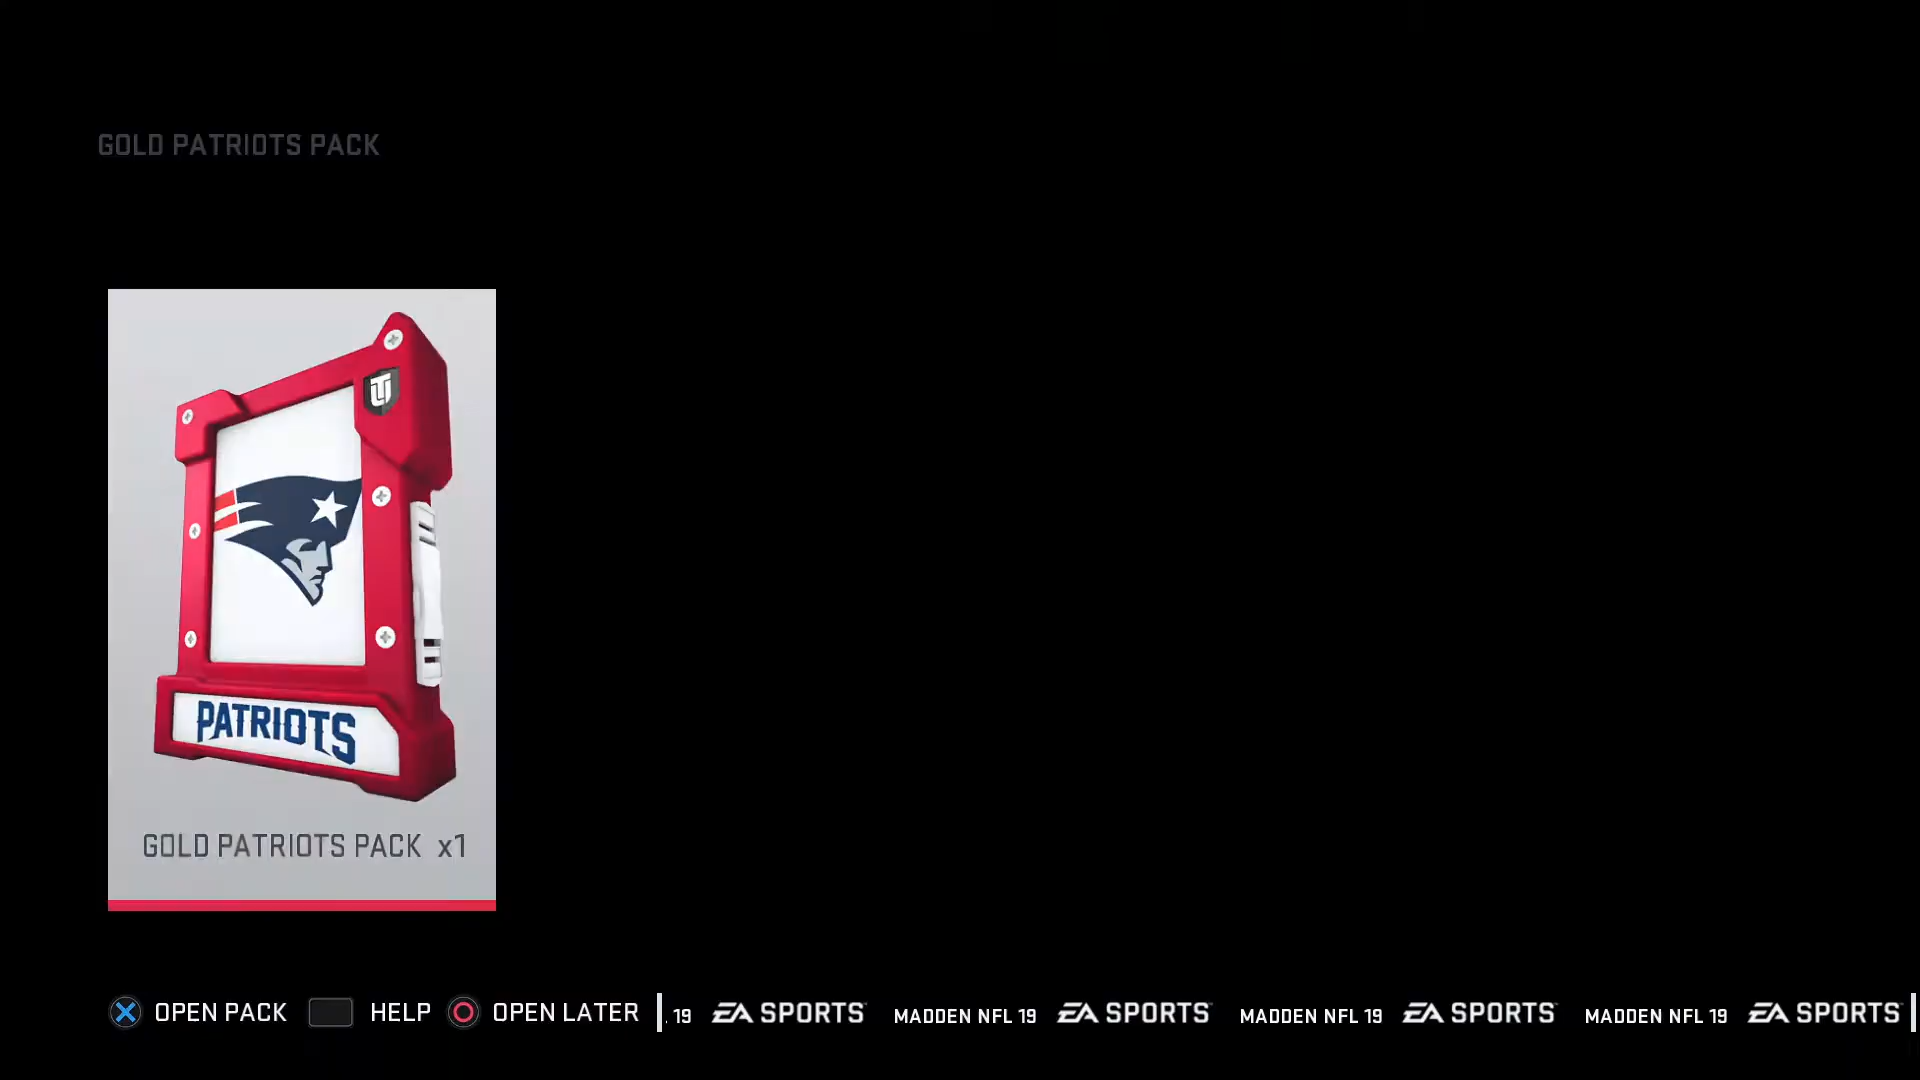 GOLD PATRIOTS PACK
UT
PATRIOTS
GOLD PATRIOTS PACK x1
OPEN PACK HELP OPEN LATER . 19 EA SPORTS MADDEN NFL 19 EA SPORTS MADDEN NFL 19 EA SPORTS MADDEN NFL 19 EA SPORTS